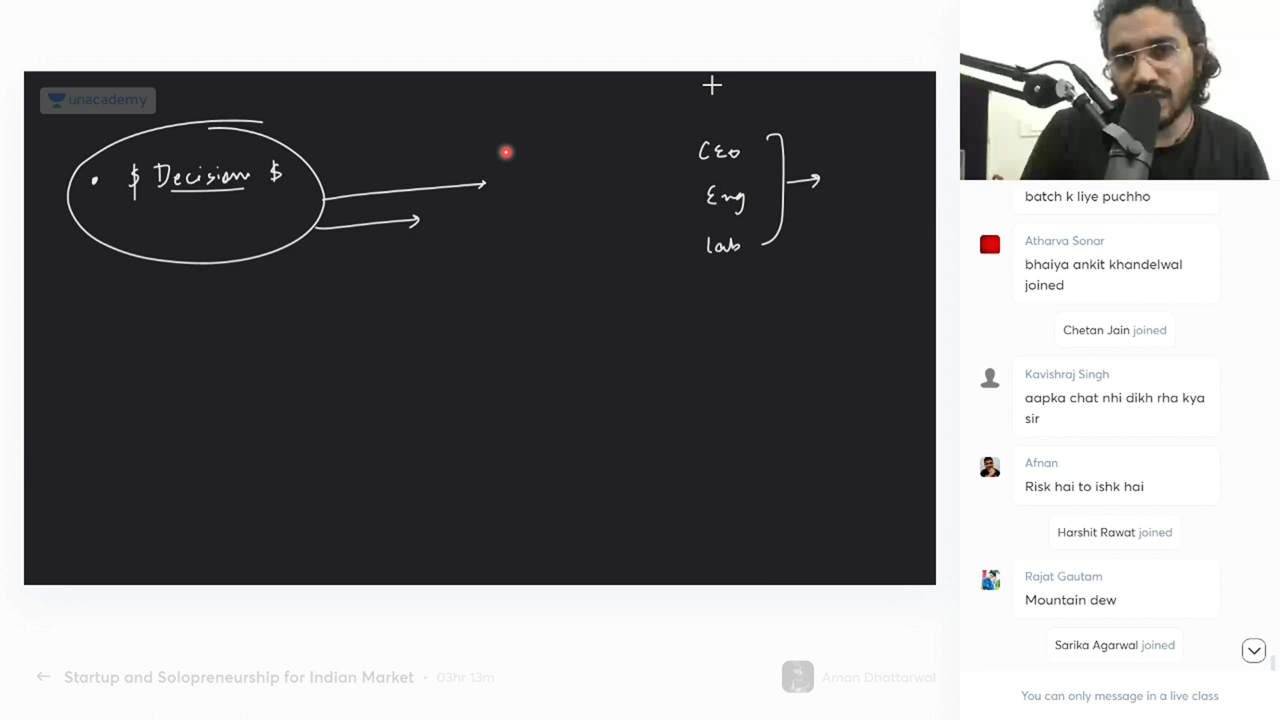 unacademy
$ Decision $
CEO
Eng
lab
batch k liye puchho
Atharva Sonar
bhaiya ankit khandelwal
joined
Chetan Jain joined
Kavishraj Singh
aapka chat nhi dikh rha kya
sir
Afnan
Risk hai to ishk hai
Harshit Rawat joined
Rajat Gautam
Mountain dew
Sarika Agarwal joined
You can only message in a live class
← Startup and Solopreneurship for Indian Market • 03hr 13m
Aman Dhattarwal